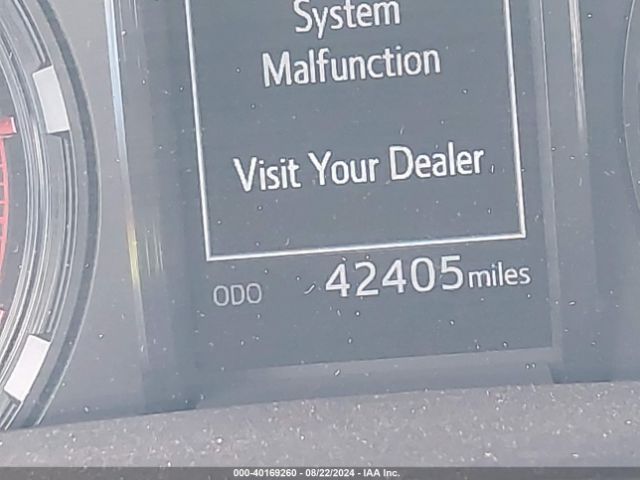 System
Malfunction
Visit Your Dealer
ODO 42405 miles
000-40169260 - 08/22/2024 - IAA Inc.